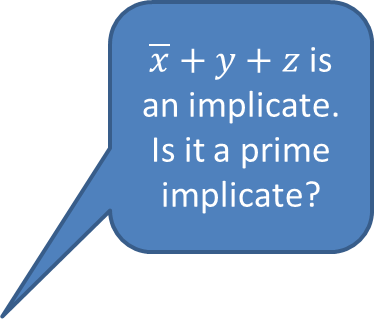 x̅ + y + z is
an implicate.
Is it a prime
implicate?